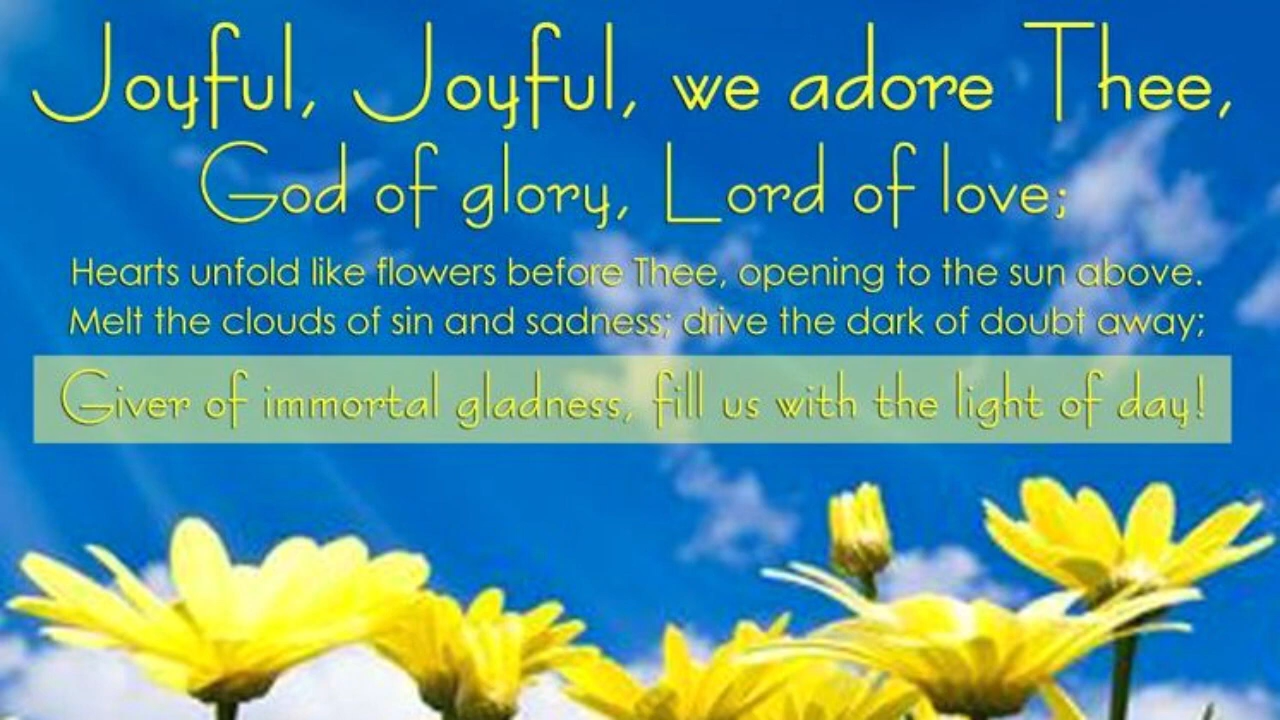 Joyful, Joyful, we adore Thee,
God of glory, Lord of love;
Hearts unfold like flowers before Thee, opening to the sun above.
Melt the clouds of sin and sadness; drive the dark of doubt away;
Giver of immortal gladness, fill us with the light of day!